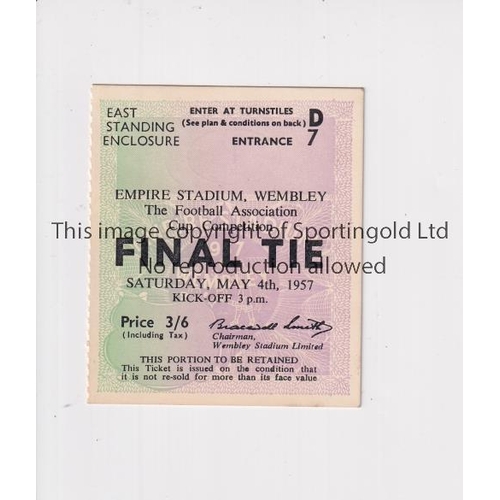 EAST
STANDING
ENCLOSURE
ENTER AT TURNSTILES
(See plan & conditions on back)
ENTRANCE
D
7
EMPIRE STADIUM, WEMBLEY
The Football Association
Cup Competition
This image copyright of Sportingold Ltd
FINAL TIE
No reproduction allowed
SATURDAY, MAY 4th, 1957
KICK-OFF 3 p.m.
Price 3/6
(Including Tax)
Bracewell Smith
Chairman,
Wembley Stadium Limited
THIS PORTION TO BE RETAINED
This Ticket is issued on the condition that
it is not re-sold for more than its face value